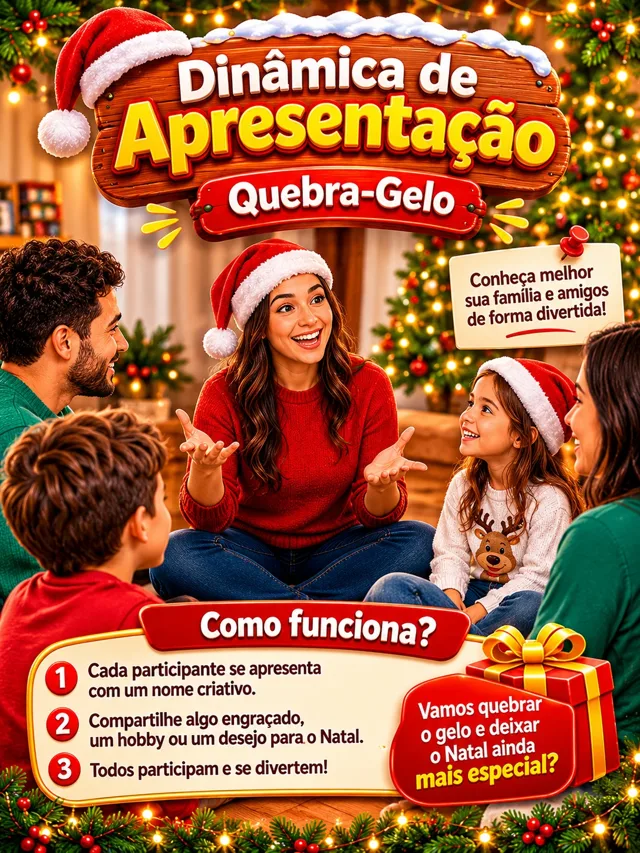 Dinâmica de
Apresentação
Quebra-Gelo
Conheça melhor
sua família e amigos
de forma divertida!
Como funciona?
1 Cada participante se apresenta
com um nome criativo.
2 Compartilhe algo engraçado,
um hobby ou um desejo para o Natal.
3 Todos participam e se divertem!
Vamos quebrar
o gelo e deixar
o Natal ainda
mais especial?